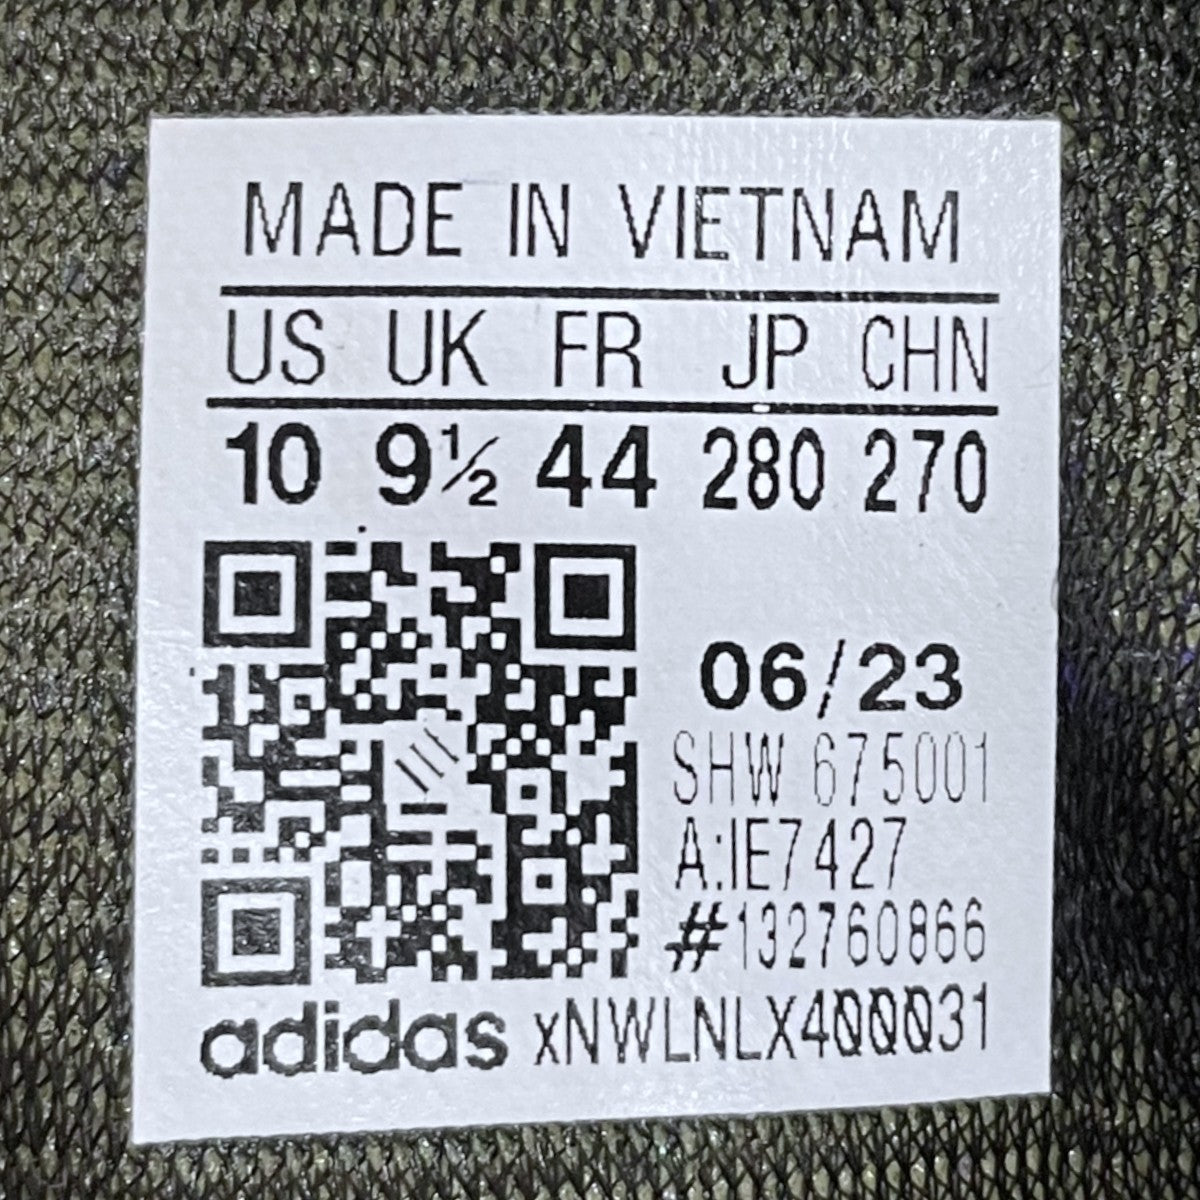 MADE IN VIETNAM
US UK FR JP CHN
10 9½ 44 280 270
06/23
SHW 675001
A:IE7427
#132760866
adidas xNWLNLX400031